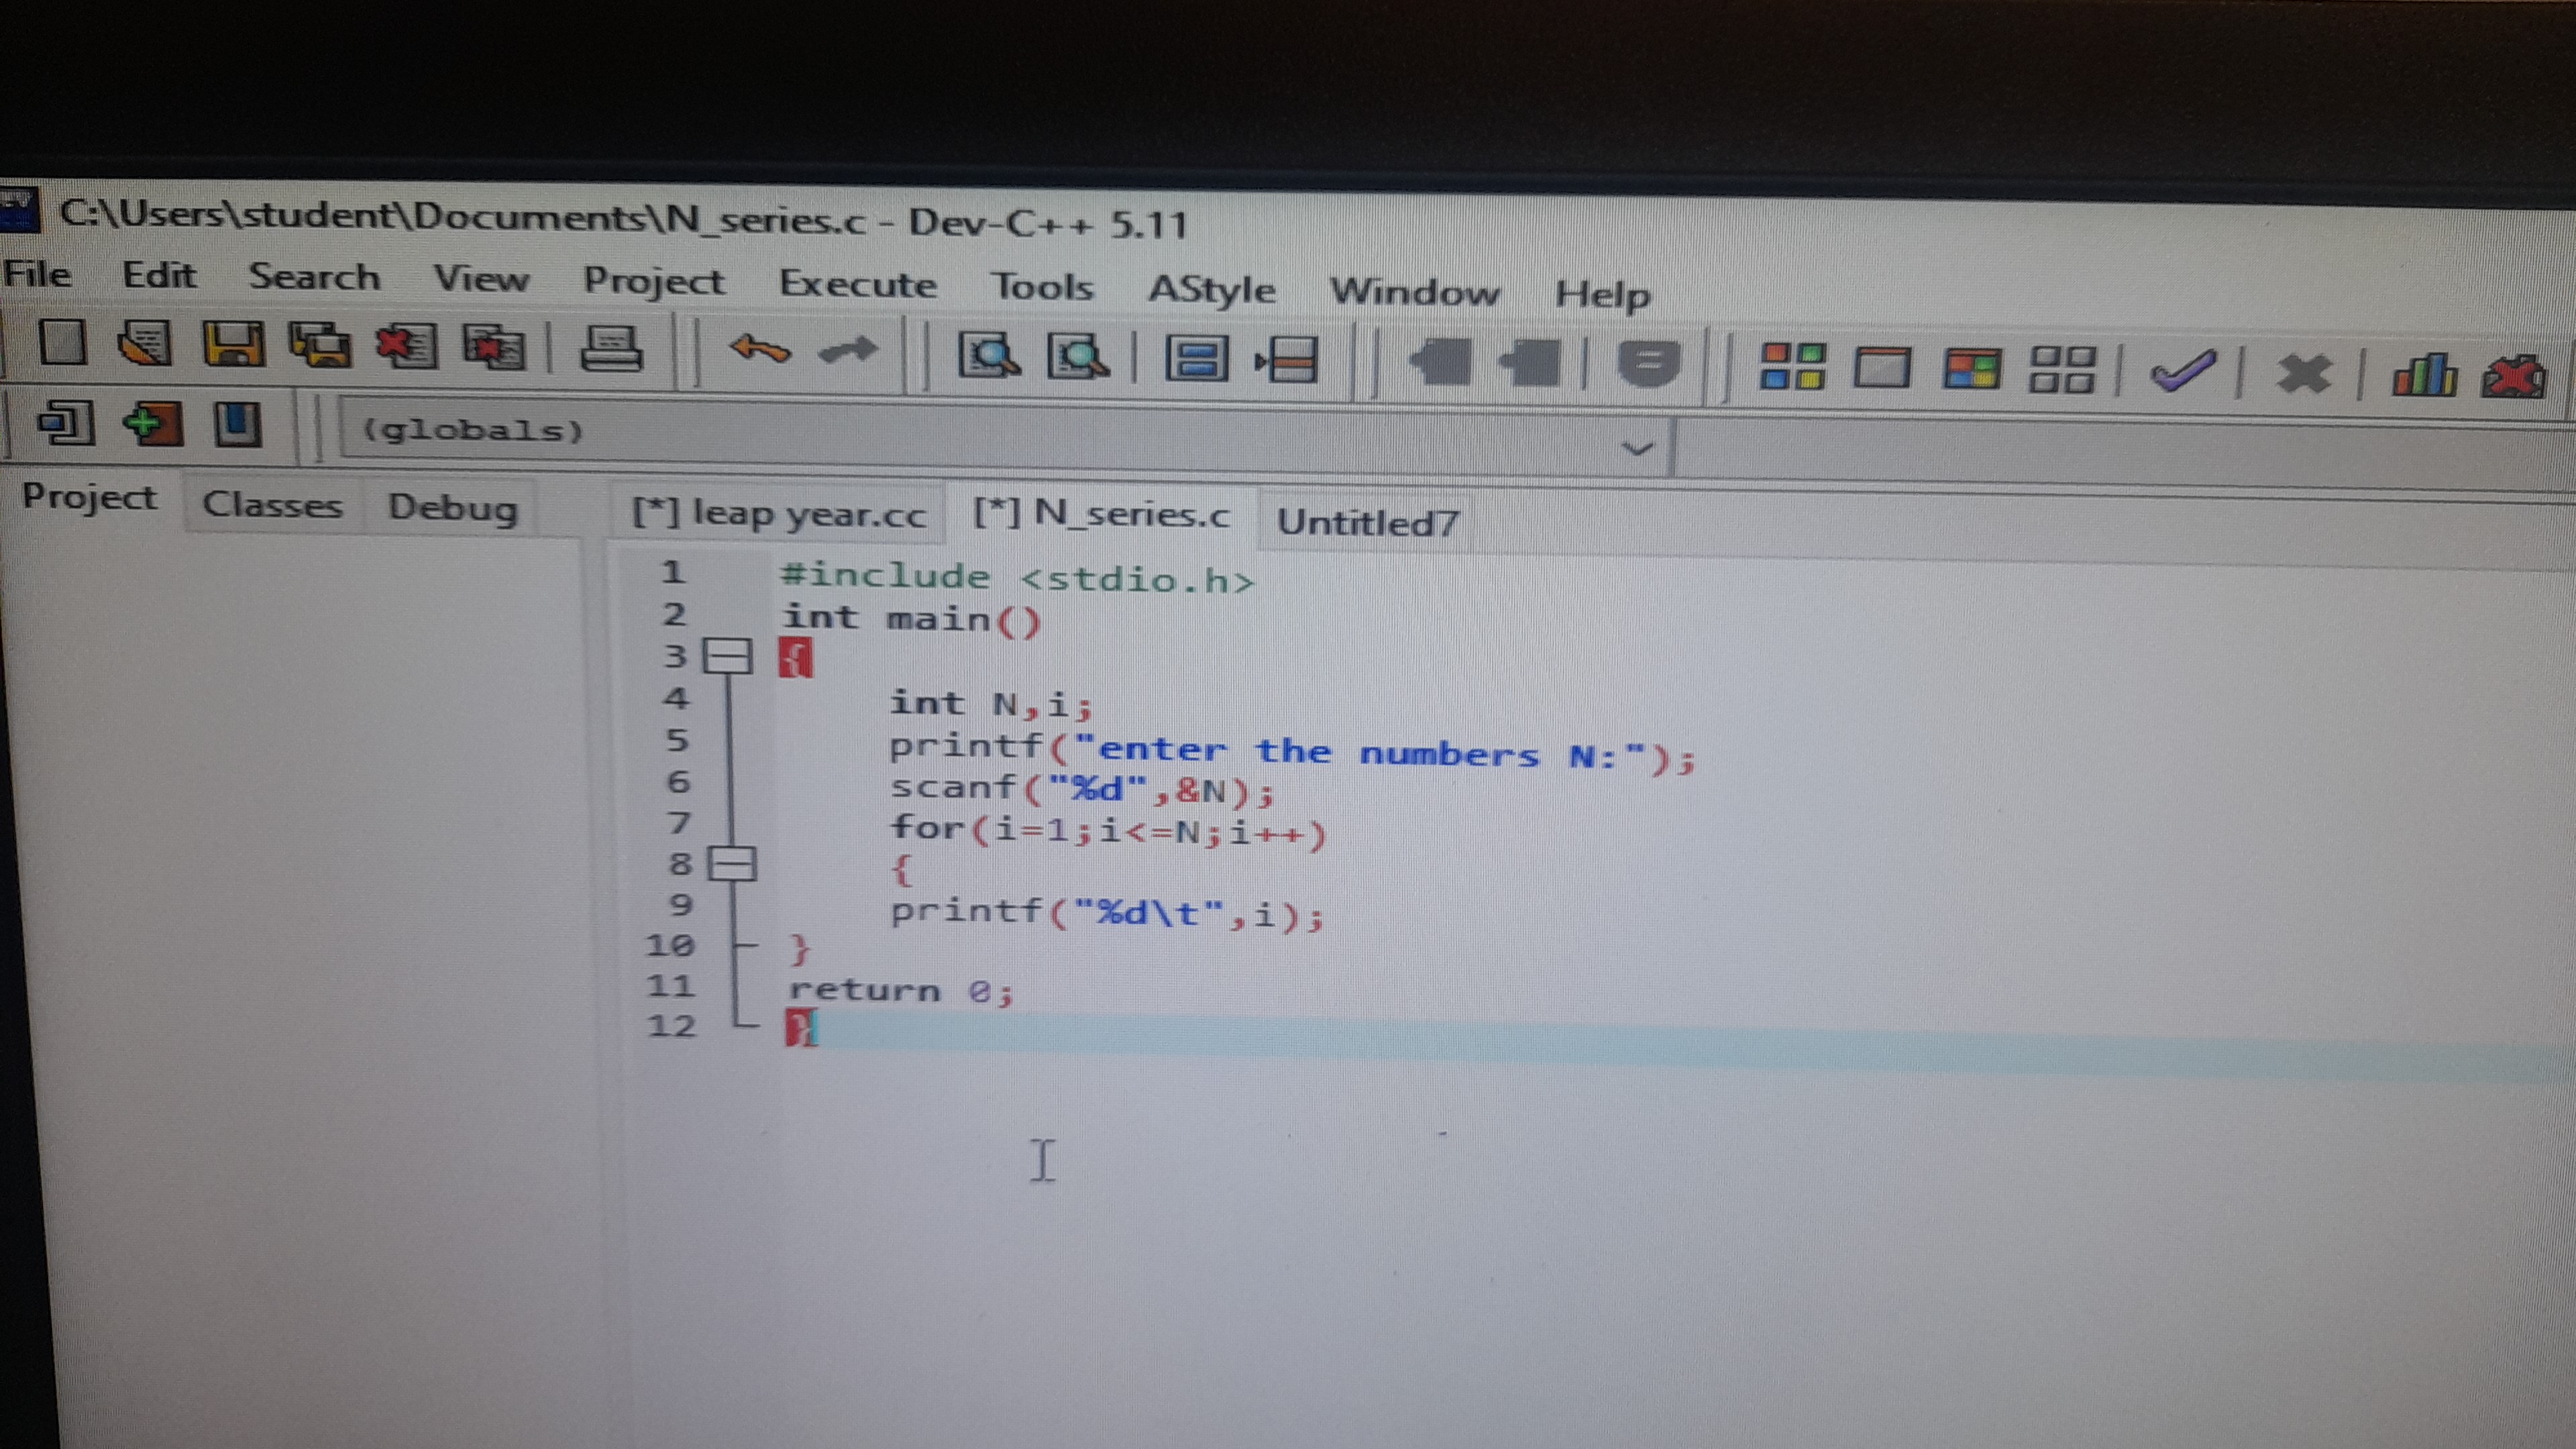 C:\Users\student\Documents\N_series.c - Dev-C++ 5.11
File Edit Search View Project Execute Tools AStyle Window Help
(globals)
Project Classes Debug [*] leap year.cc [*] N_series.c Untitled7
1 #include <stdio.h>
2 int main()
3 {
4 int N,i;
5 printf("enter the numbers N:");
6 scanf("%d",&N);
7 for(i=1;i<=N;i++)
8 {
9 printf("%d\t",i);
10 }
11 return 0;
12 }